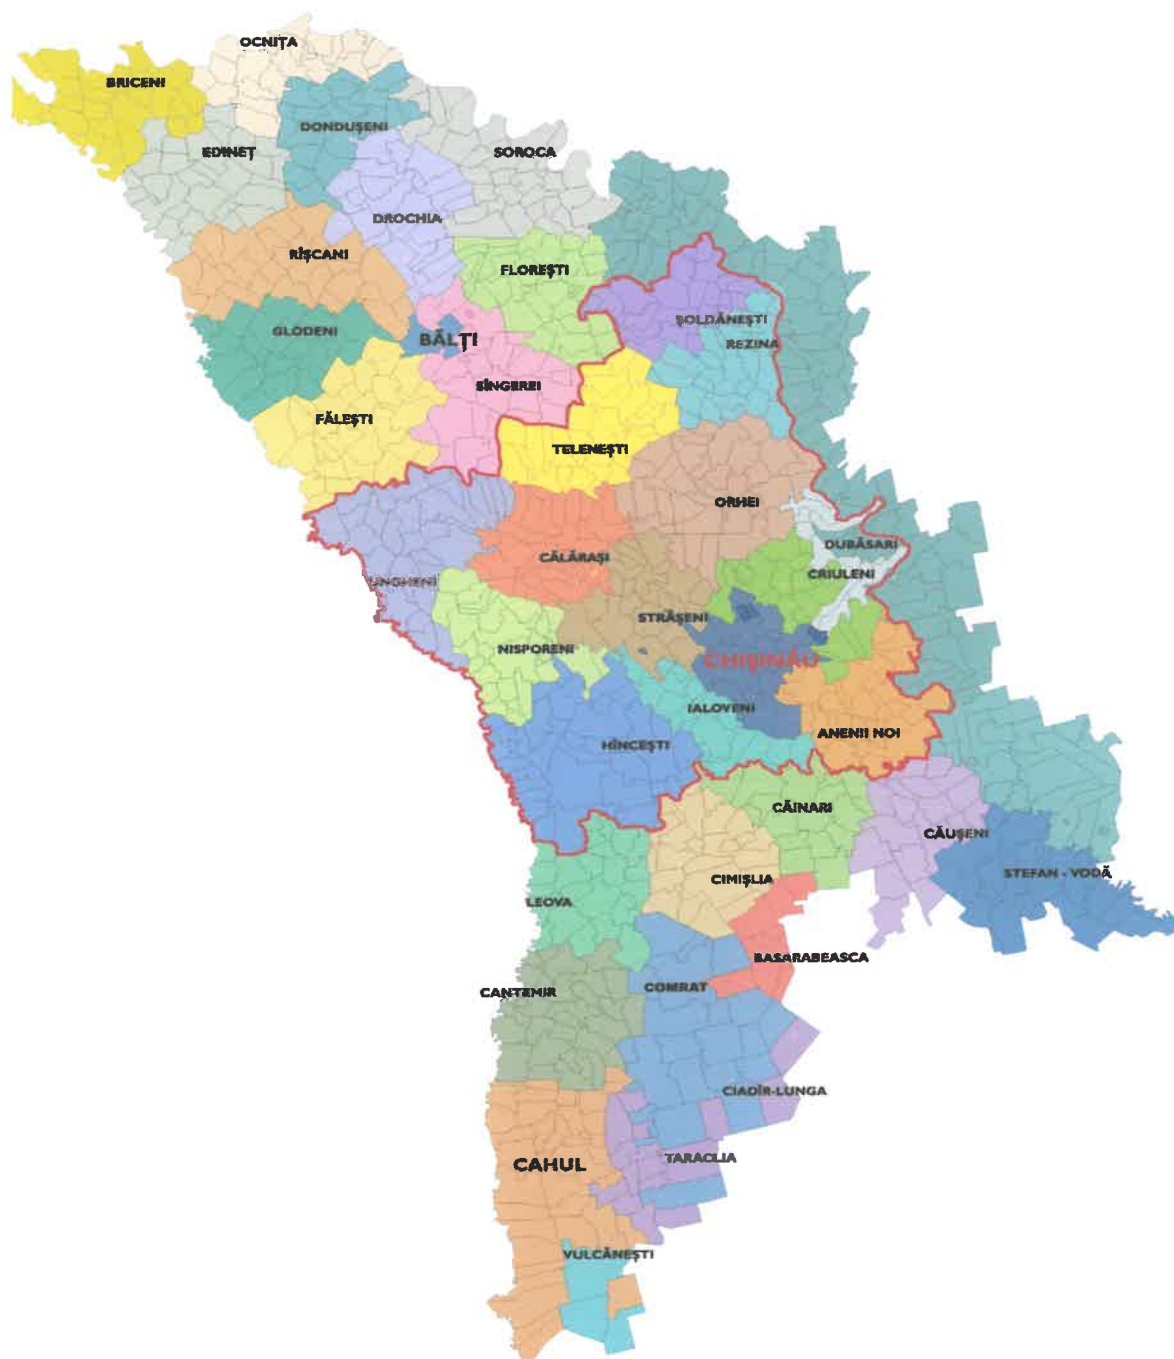 OCNIȚA
BRICENI
DONDUȘENI
EDINEȚ
SOROCA
DROCHIA
RÎȘCANI
FLOREȘTI
ȘOLDĂNEȘTI
GLODENI
BĂLȚI
REZINA
SÎNGEREI
FĂLEȘTI
TELENEȘTI
ORHEI
DUBĂSARI
CĂLĂRAȘI
CRIULENI
UNGHENI
STRĂȘENI
NISPORENI
CHIȘINĂU
IALOVENI
ANENII NOI
HÎNCEȘTI
CĂINARI
CĂUȘENI
STEFAN - VODĂ
CIMIȘLIA
LEOVA
BASARABEASCA
COMRAT
CANTEMIR
CIADÎR-LUNGA
TARACLIA
CAHUL
VULCĂNEȘTI